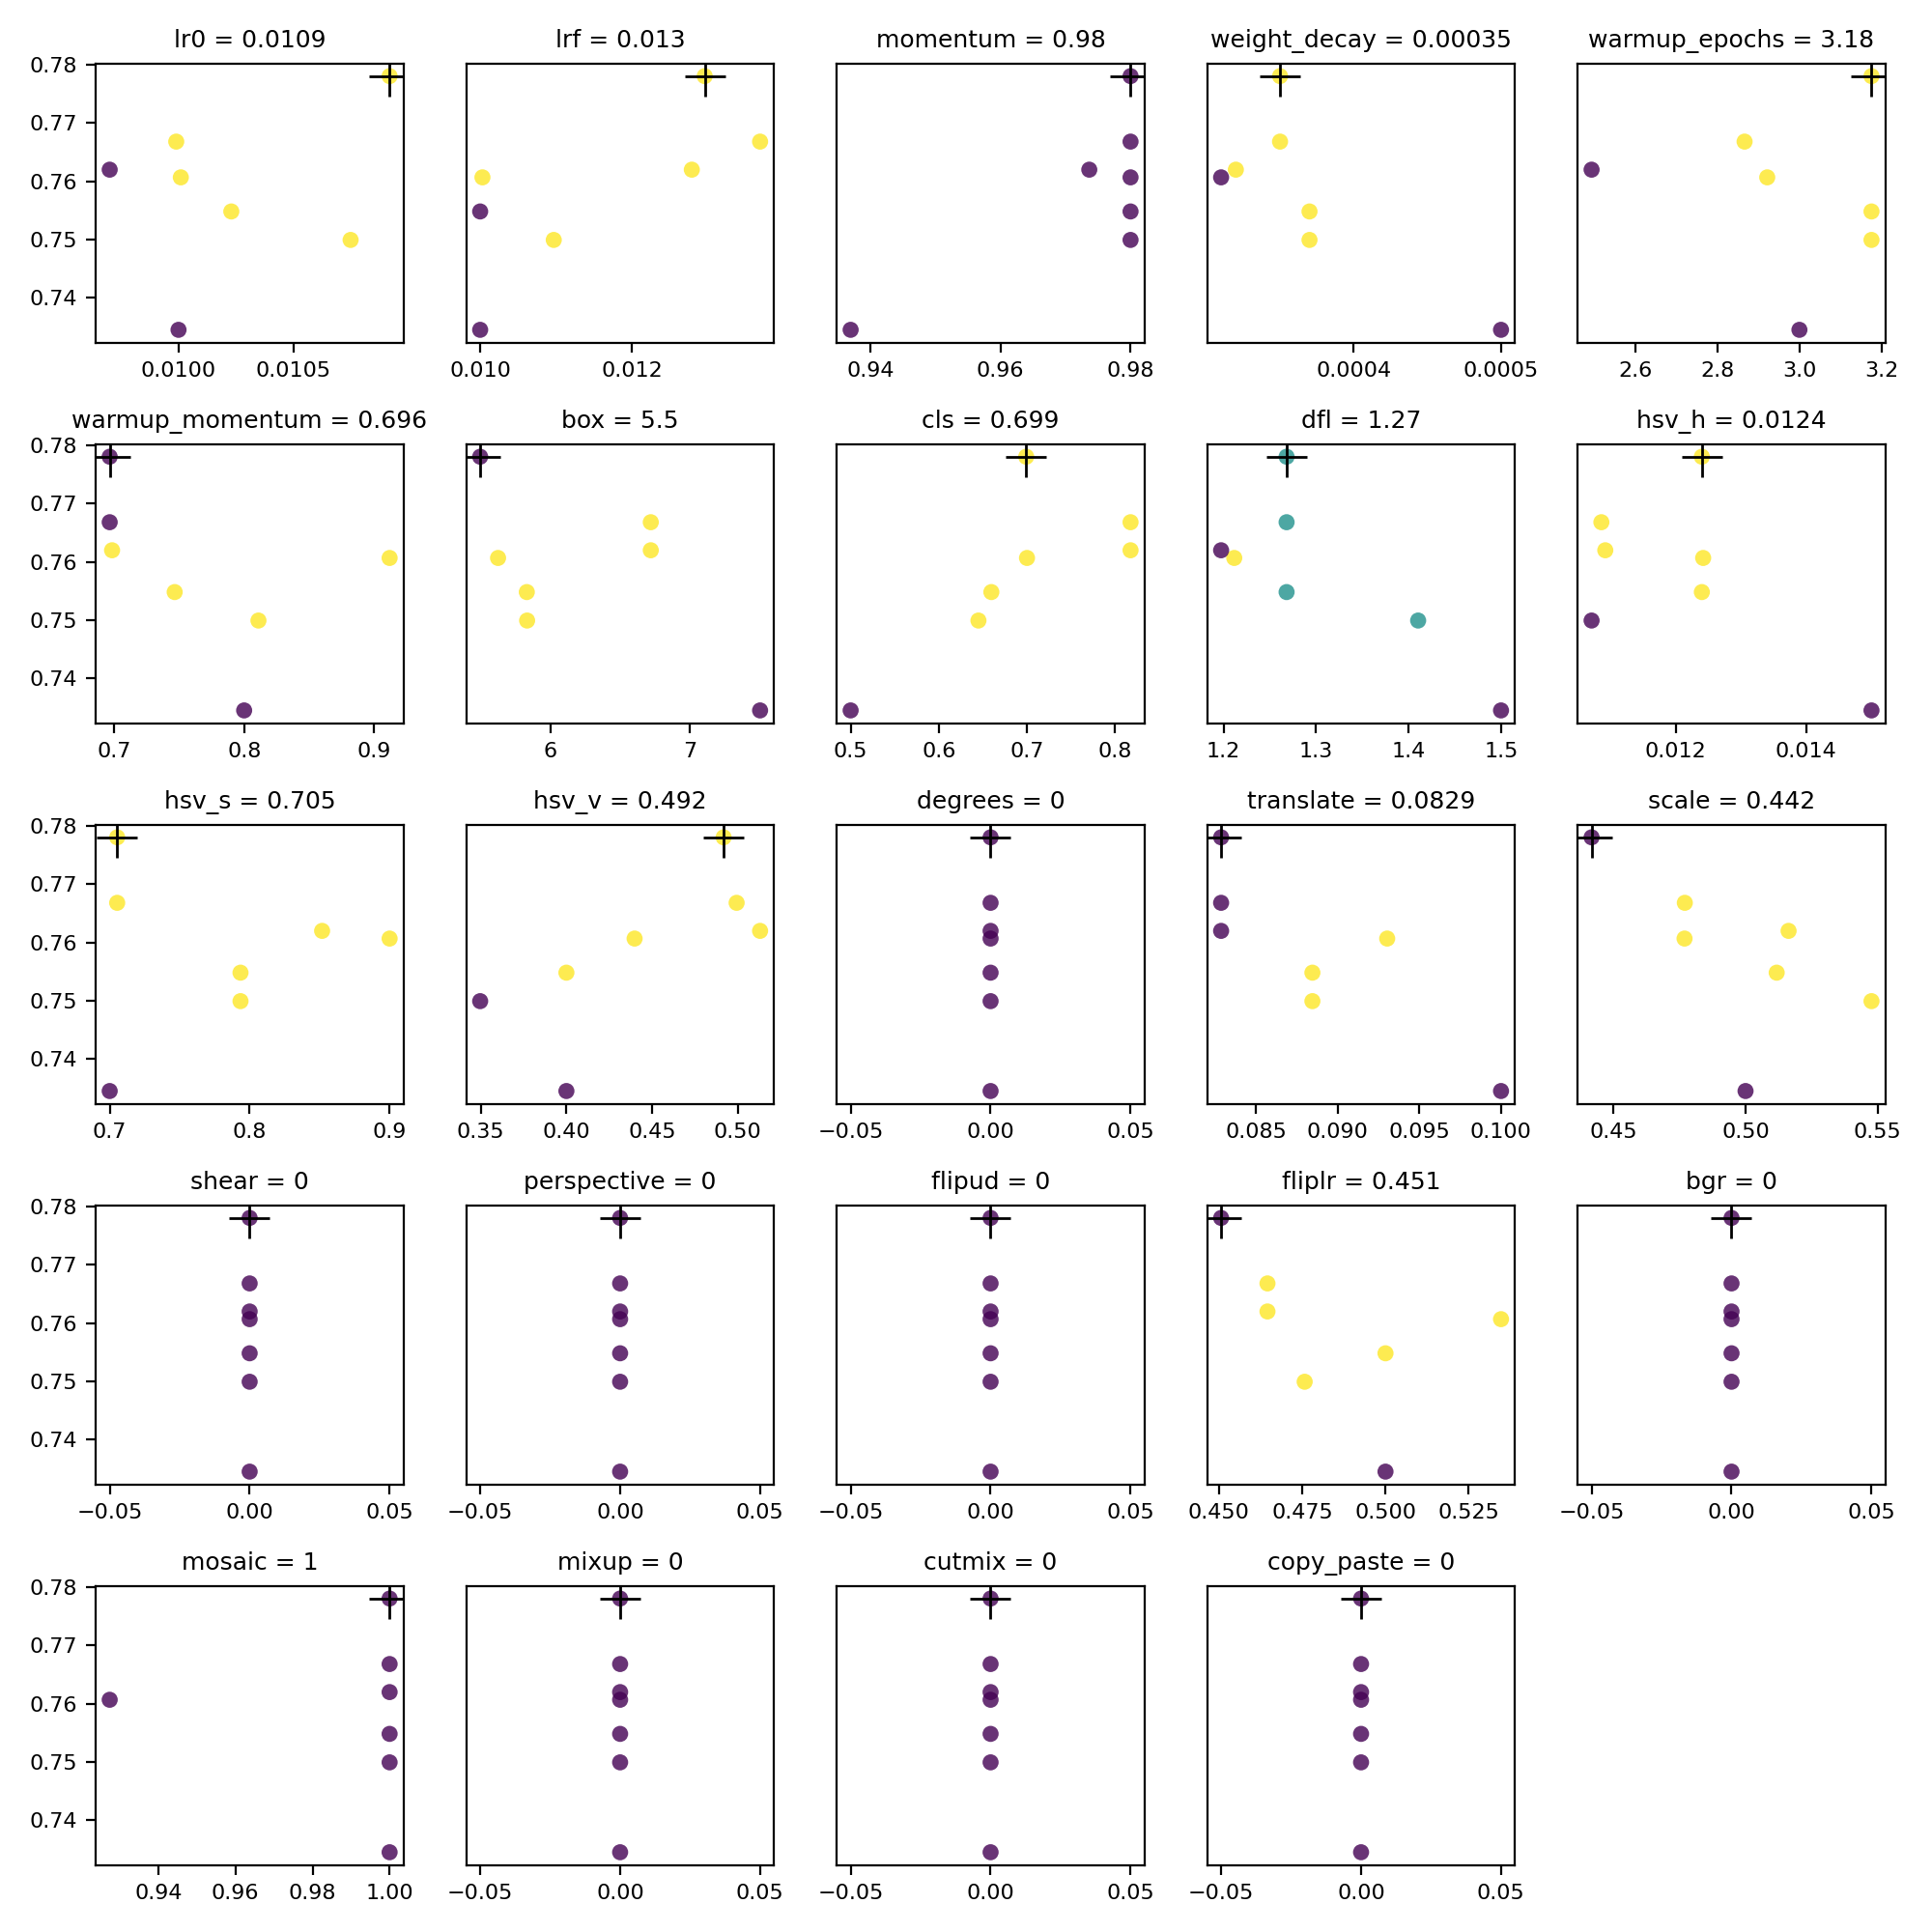 lr0 = 0.0109 lrf = 0.013 momentum = 0.98 weight_decay = 0.00035 warmup_epochs = 3.18
0.78
0.77
0.76
0.75
0.74
0.0100 0.0105 0.010 0.012 0.94 0.96 0.98 0.0004 0.0005 2.6 2.8 3.0 3.2
warmup_momentum = 0.696 box = 5.5 cls = 0.699 dfl = 1.27 hsv_h = 0.0124
0.78
0.77
0.76
0.75
0.74
0.7 0.8 0.9 6 7 0.5 0.6 0.7 0.8 1.2 1.3 1.4 1.5 0.012 0.014
hsv_s = 0.705 hsv_v = 0.492 degrees = 0 translate = 0.0829 scale = 0.442
0.78
0.77
0.76
0.75
0.74
0.7 0.8 0.9 0.35 0.40 0.45 0.50 −0.05 0.00 0.05 0.085 0.090 0.095 0.100 0.45 0.50 0.55
shear = 0 perspective = 0 flipud = 0 fliplr = 0.451 bgr = 0
0.78
0.77
0.76
0.75
0.74
−0.05 0.00 0.05 −0.05 0.00 0.05 −0.05 0.00 0.05 0.450 0.475 0.500 0.525 −0.05 0.00 0.05
mosaic = 1 mixup = 0 cutmix = 0 copy_paste = 0
0.78
0.77
0.76
0.75
0.74
0.94 0.96 0.98 1.00 −0.05 0.00 0.05 −0.05 0.00 0.05 −0.05 0.00 0.05